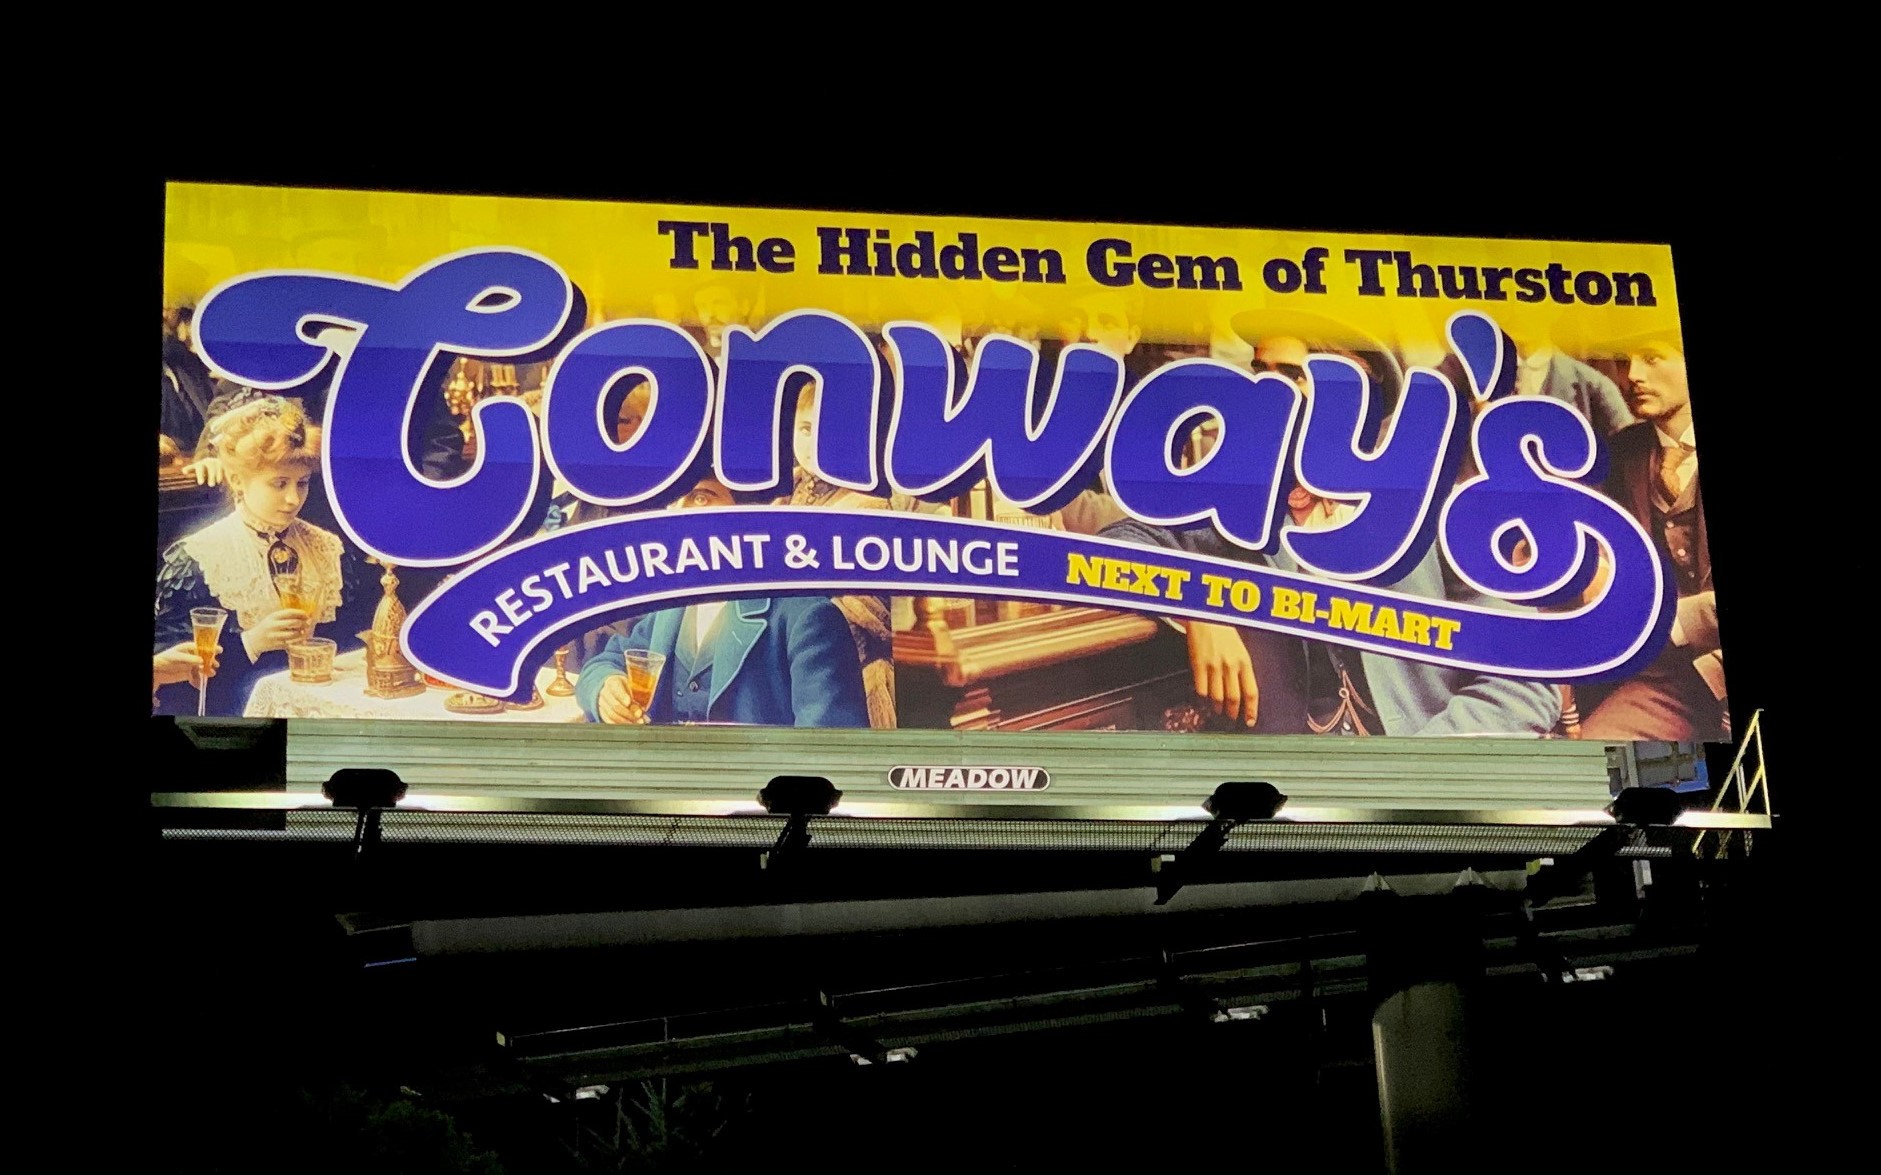 The Hidden Gem of Thurston
Conway's
RESTAURANT & LOUNGE NEXT TO BI-MART
MEADOW